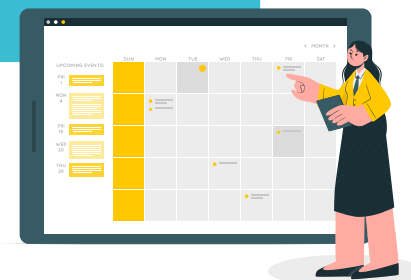 < MONTH >
UPCOMING EVENTS:
SUN MON TUE WED THU FRI SAT
FRI
1
MON
4
FRI
15
WED
20
THU